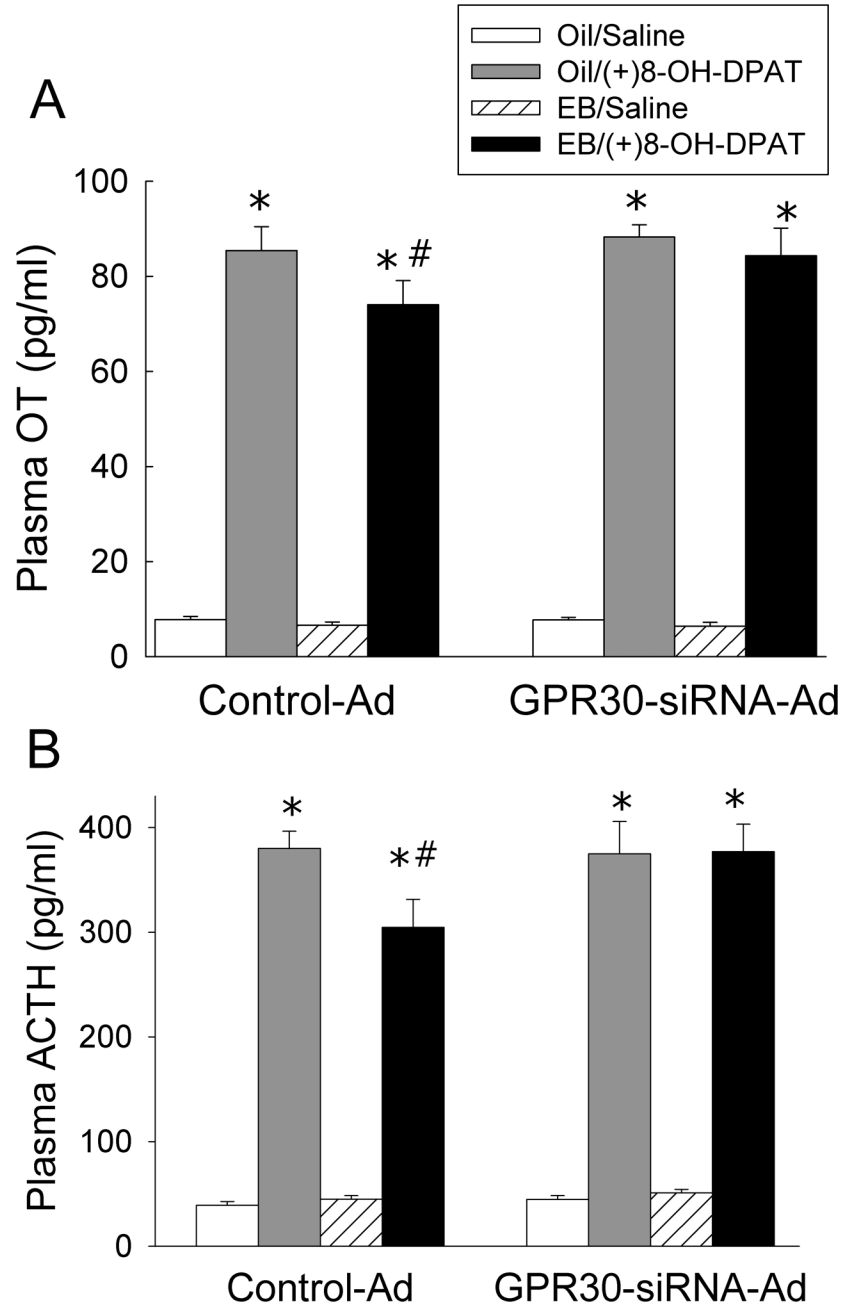 Oil/Saline
Oil/(+)8-OH-DPAT
EB/Saline
EB/(+)8-OH-DPAT
A
Plasma OT (pg/ml)
100
80
60
40
20
0
*
* #
*
*
Control-Ad
GPR30-siRNA-Ad
B
Plasma ACTH (pg/ml)
400
300
200
100
0
*
* #
*
*
Control-Ad
GPR30-siRNA-Ad